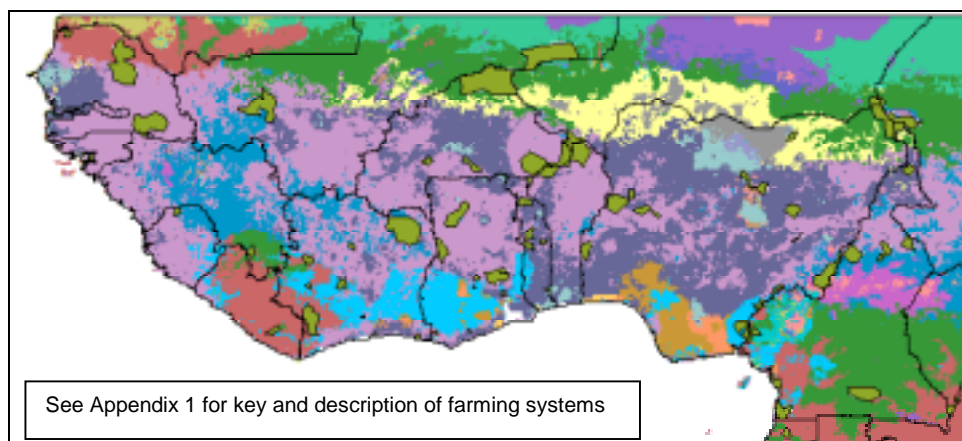 See Appendix 1 for key and description of farming systems